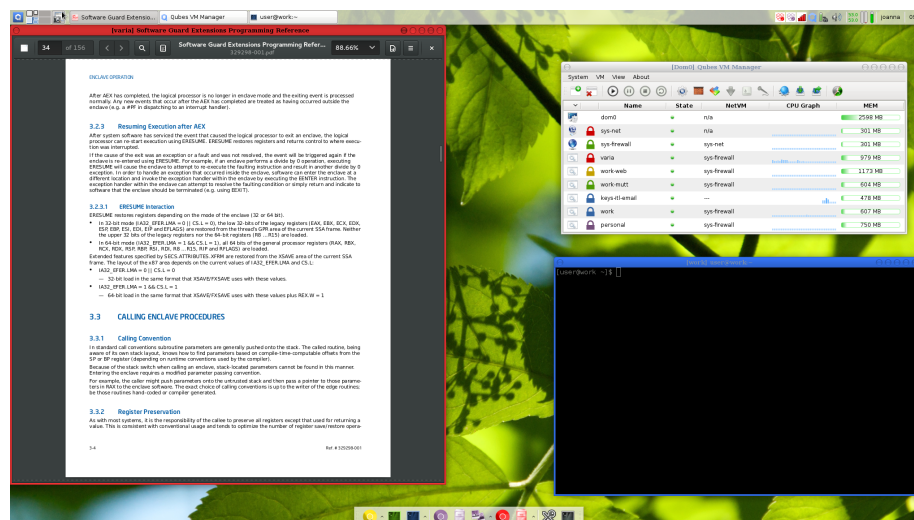 Software Guard Extensio...
Qubes VM Manager
user@work:~
joanna
[varia] Software Guard Extensions Programming Reference
34 of 156
Software Guard Extensions Programming Refer...
329298-001.pdf
88.66%
ENCLAVE OPERATION
After AEX has completed, the logical processor is no longer in enclave mode and the exiting event is processed
normally. Any new events that occur after the AEX has completed are treated as having occurred outside the
enclave (e.g. a #PF in dispatching to an interrupt handler).
3.2.3 Resuming Execution after AEX
After system software has serviced the event that caused the logical processor to exit an enclave, the logical
processor can re-start execution using ERESUME. ERESUME restores registers and returns control to where execu-
tion was interrupted.
If the cause of the exit was an exception or a fault and was not resolved, the event will be triggered again if the
enclave is re-entered using ERESUME. For example, if an enclave performs a divide by 0 operation, executing
ERESUME will cause the enclave to attempt to re-execute the faulting instruction and result in another divide by 0
exception. In order to handle an exception that occurred inside the enclave, software can enter the enclave at a
different location and invoke the exception handler within the enclave by executing the EENTER instruction. The
exception handler within the enclave can attempt to resolve the faulting condition or simply return and indicate to
software that the enclave should be terminated (e.g. using EEXIT).
3.2.3.1 ERESUME Interaction
ERESUME restores registers depending on the mode of the enclave (32 or 64 bit).
• In 32-bit mode (IA32_EFER.LMA = 0 || CS.L = 0), the low 32-bits of the legacy registers (EAX, EBX, ECX, EDX,
ESP, EBP, ESI, EDI, EIP and EFLAGS) are restored from the thread's GPR area of the current SSA frame. Neither
the upper 32 bits of the legacy registers nor the 64-bit registers (R8 ... R15) are loaded.
• In 64-bit mode (IA32_EFER.LMA = 1 && CS.L = 1), all 64 bits of the general processor registers (RAX, RBX,
RCX, RDX, RSP, RBP, RSI, RDI, R8 ... R15, RIP and RFLAGS) are loaded.
Extended features specified by SECS.ATTRIBUTES.XFRM are restored from the XSAVE area of the current SSA
frame. The layout of the x87 area depends on the current values of IA32_EFER.LMA and CS.L:
• IA32_EFER.LMA = 0 || CS.L = 0
— 32-bit load in the same format that XSAVE/FXSAVE uses with these values.
• IA32_EFER.LMA = 1 && CS.L = 1
— 64-bit load in the same format that XSAVE/FXSAVE uses with these values plus REX.W = 1
3.3 CALLING ENCLAVE PROCEDURES
3.3.1 Calling Convention
In standard call conventions subroutine parameters are generally pushed onto the stack. The called routine, being
aware of its own stack layout, knows how to find parameters based on compile-time-computable offsets from the
SP or BP register (depending on runtime conventions used by the compiler).
Because of the stack switch when calling an enclave, stack-located parameters cannot be found in this manner.
Entering the enclave requires a modified parameter passing convention.
For example, the caller might push parameters onto the untrusted stack and then pass a pointer to those parame-
ters in RAX to the enclave software. The exact choice of calling conventions is up to the writer of the edge routines;
be those routines hand-coded or compiler generated.
3.3.2 Register Preservation
As with most systems, it is the responsibility of the callee to preserve all registers except that used for returning a
value. This is consistent with conventional usage and tends to optimize the number of register save/restore opera-
3-4 Ref. # 329298-001
[Dom0] Qubes VM Manager
System VM View About
Name State NetVM CPU Graph MEM
dom0 n/a 2598 MB
sys-net n/a 301 MB
sys-firewall sys-net 301 MB
varia sys-firewall 979 MB
work-web sys-firewall 1173 MB
work-mutt sys-firewall 604 MB
keys-itl-email --- 478 MB
work sys-firewall 607 MB
personal sys-firewall 750 MB
[work] user@work:~
[user@work ~]$